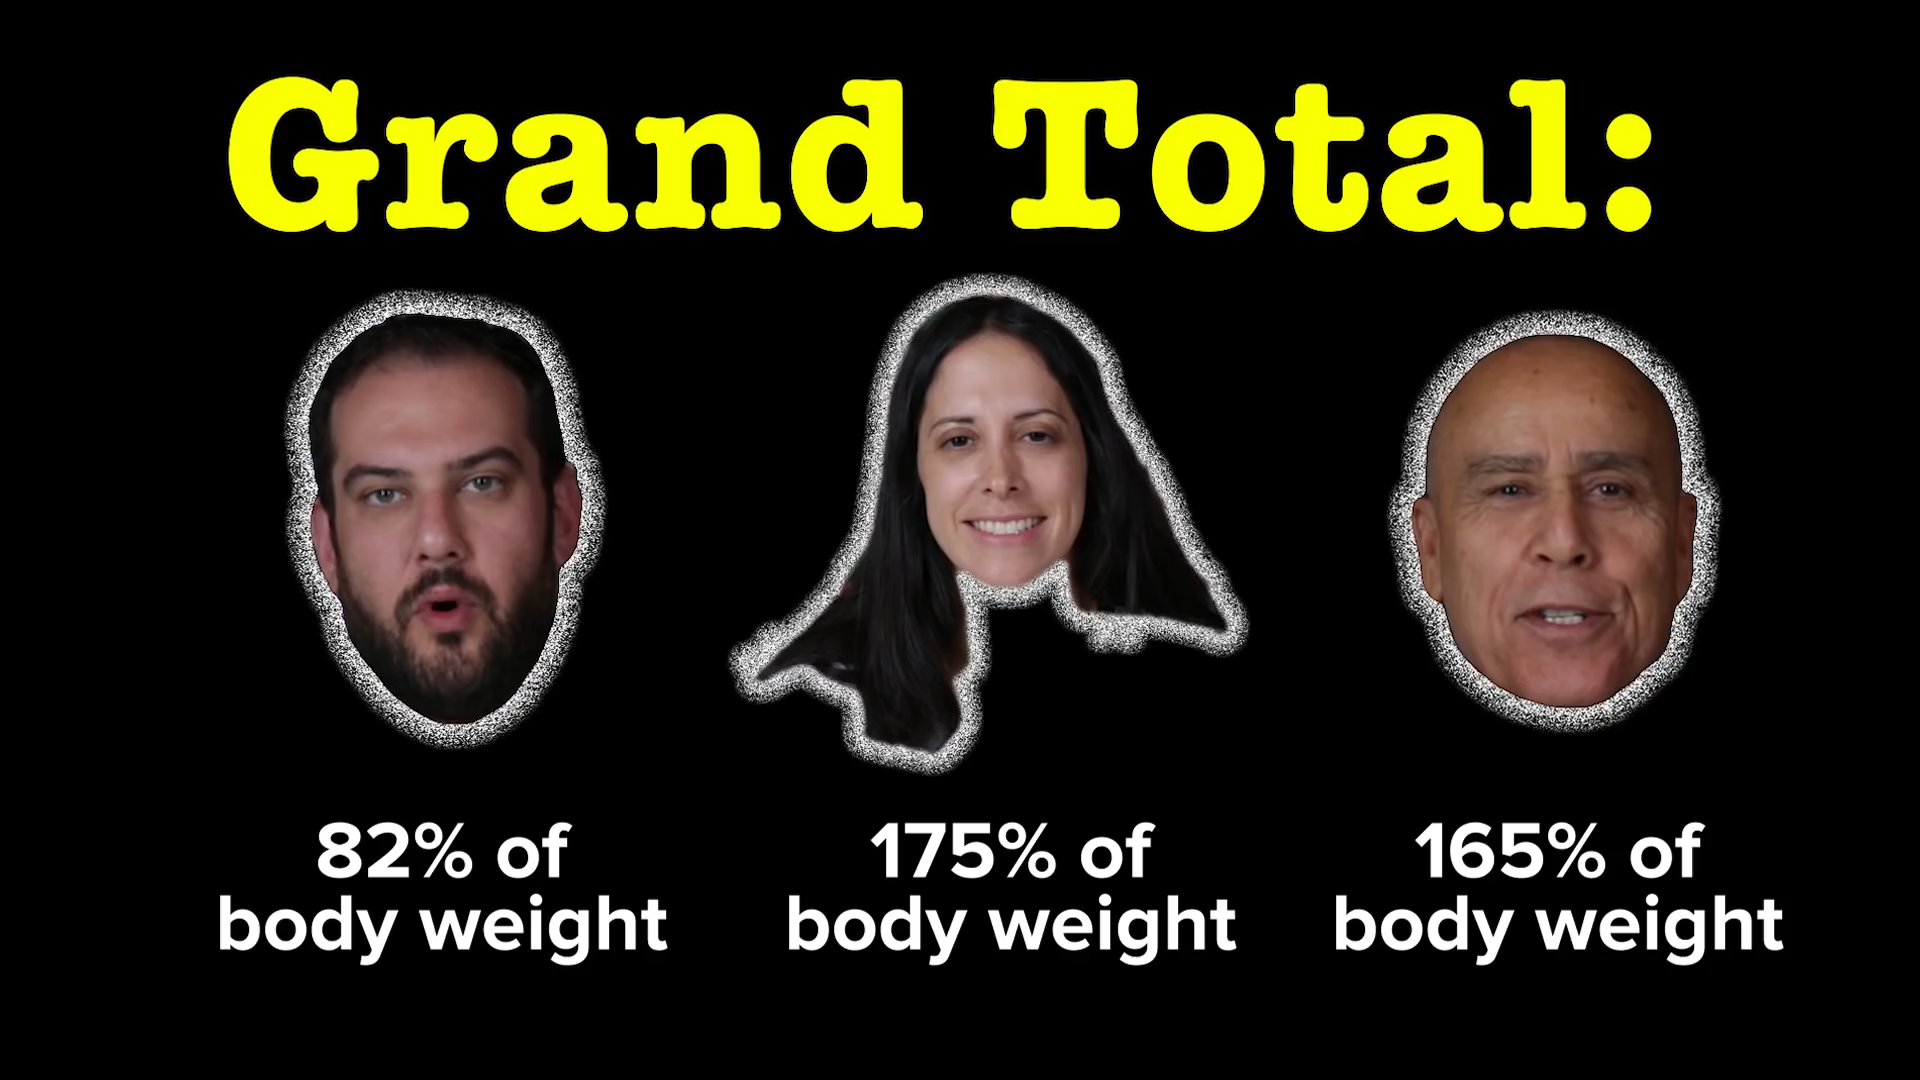 Grand Total:
82% of
body weight
175% of
body weight
165% of
body weight